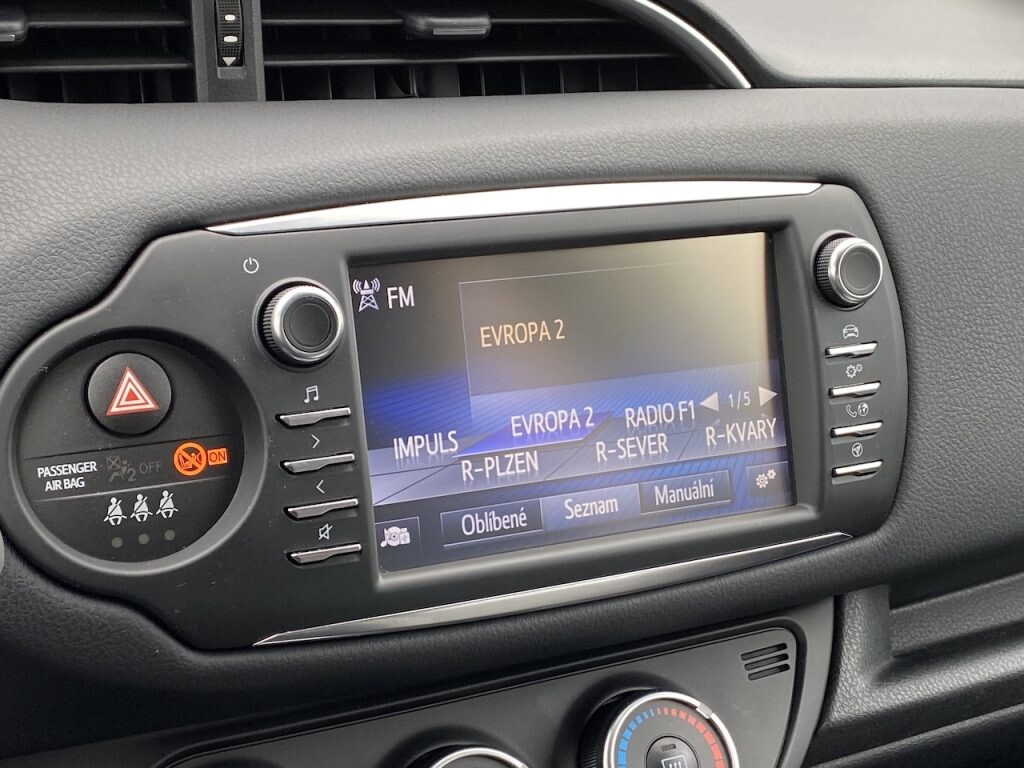 FM
EVROPA 2
IMPULS EVROPA 2 RADIO F1 1/5
R-PLZEN R-SEVER R-KVARY
Oblíbené Seznam Manuální
PASSENGER
AIR BAG
OFF
ON